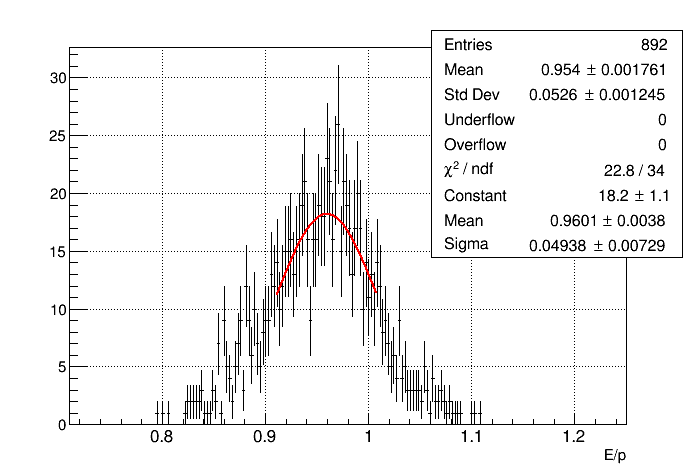 Entries 892
Mean 0.954 ± 0.001761
Std Dev 0.0526 ± 0.001245
Underflow 0
Overflow 0
χ² / ndf 22.8 / 34
Constant 18.2 ± 1.1
Mean 0.9601 ± 0.0038
Sigma 0.04938 ± 0.00729
30
25
20
15
10
5
0
0.8 0.9 1 1.1 1.2
E/p